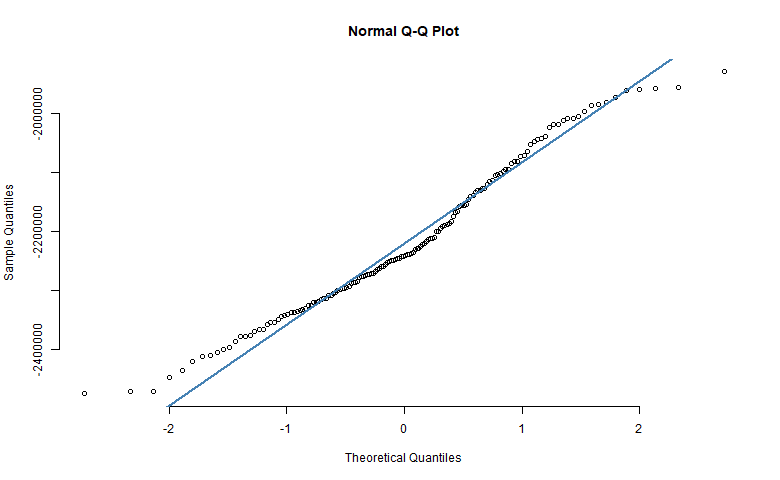 Normal Q-Q Plot
Sample Quantiles
-2000000
-2200000
-2400000
-2 -1 0 1 2
Theoretical Quantiles